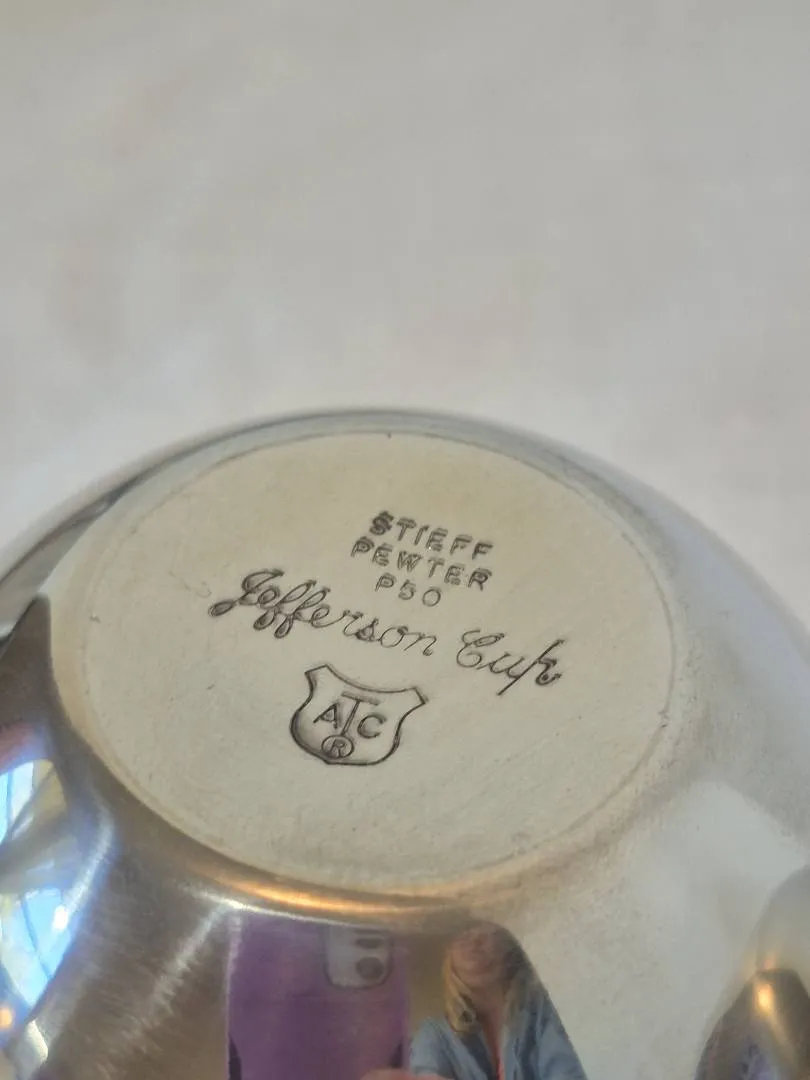 STIEFF
PEWTER
P50
Jefferson Cup
ATC
®